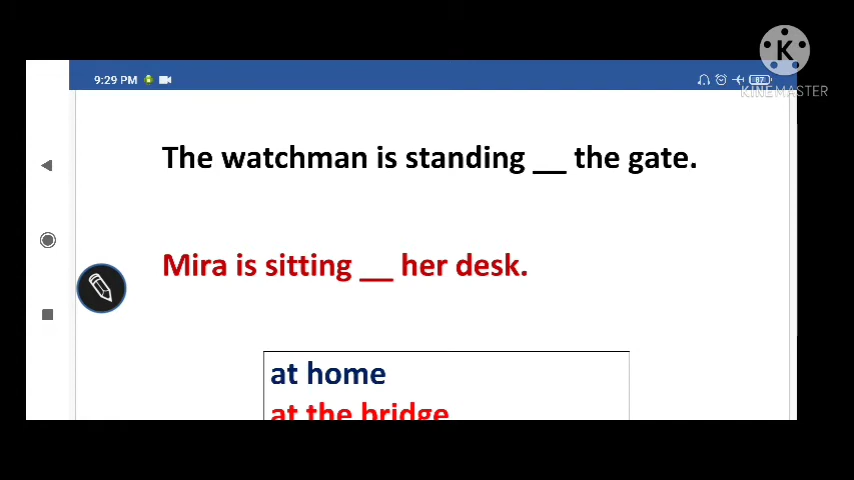 K
KINEMASTER
9:29 PM
87
The watchman is standing __ the gate.
Mira is sitting __ her desk.
at home
at the bridge